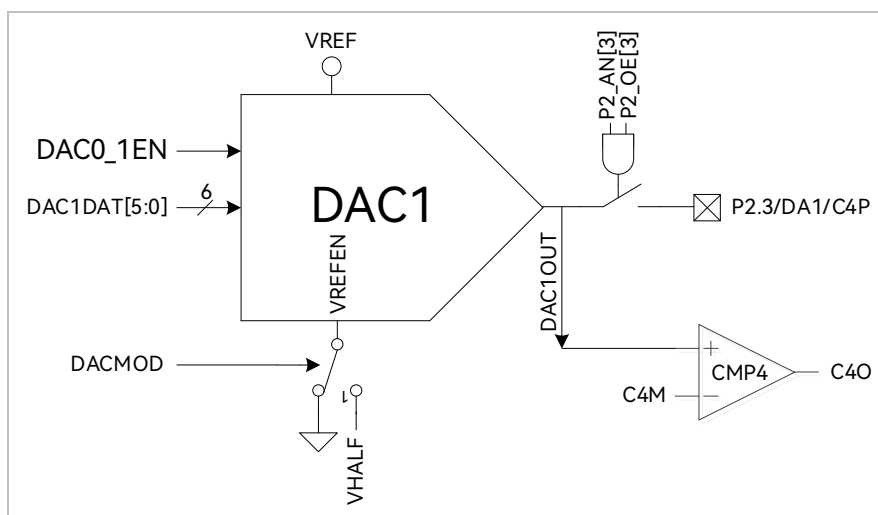 VREF
P2_AN[3]
P2_OE[3]
DAC0_1EN
DAC1DAT[5:0]
6
DAC1
P2.3/DA1/C4P
VREFEN
DAC1OUT
DACMOD
CMP4
+
−
C4O
C4M
1
VHALF